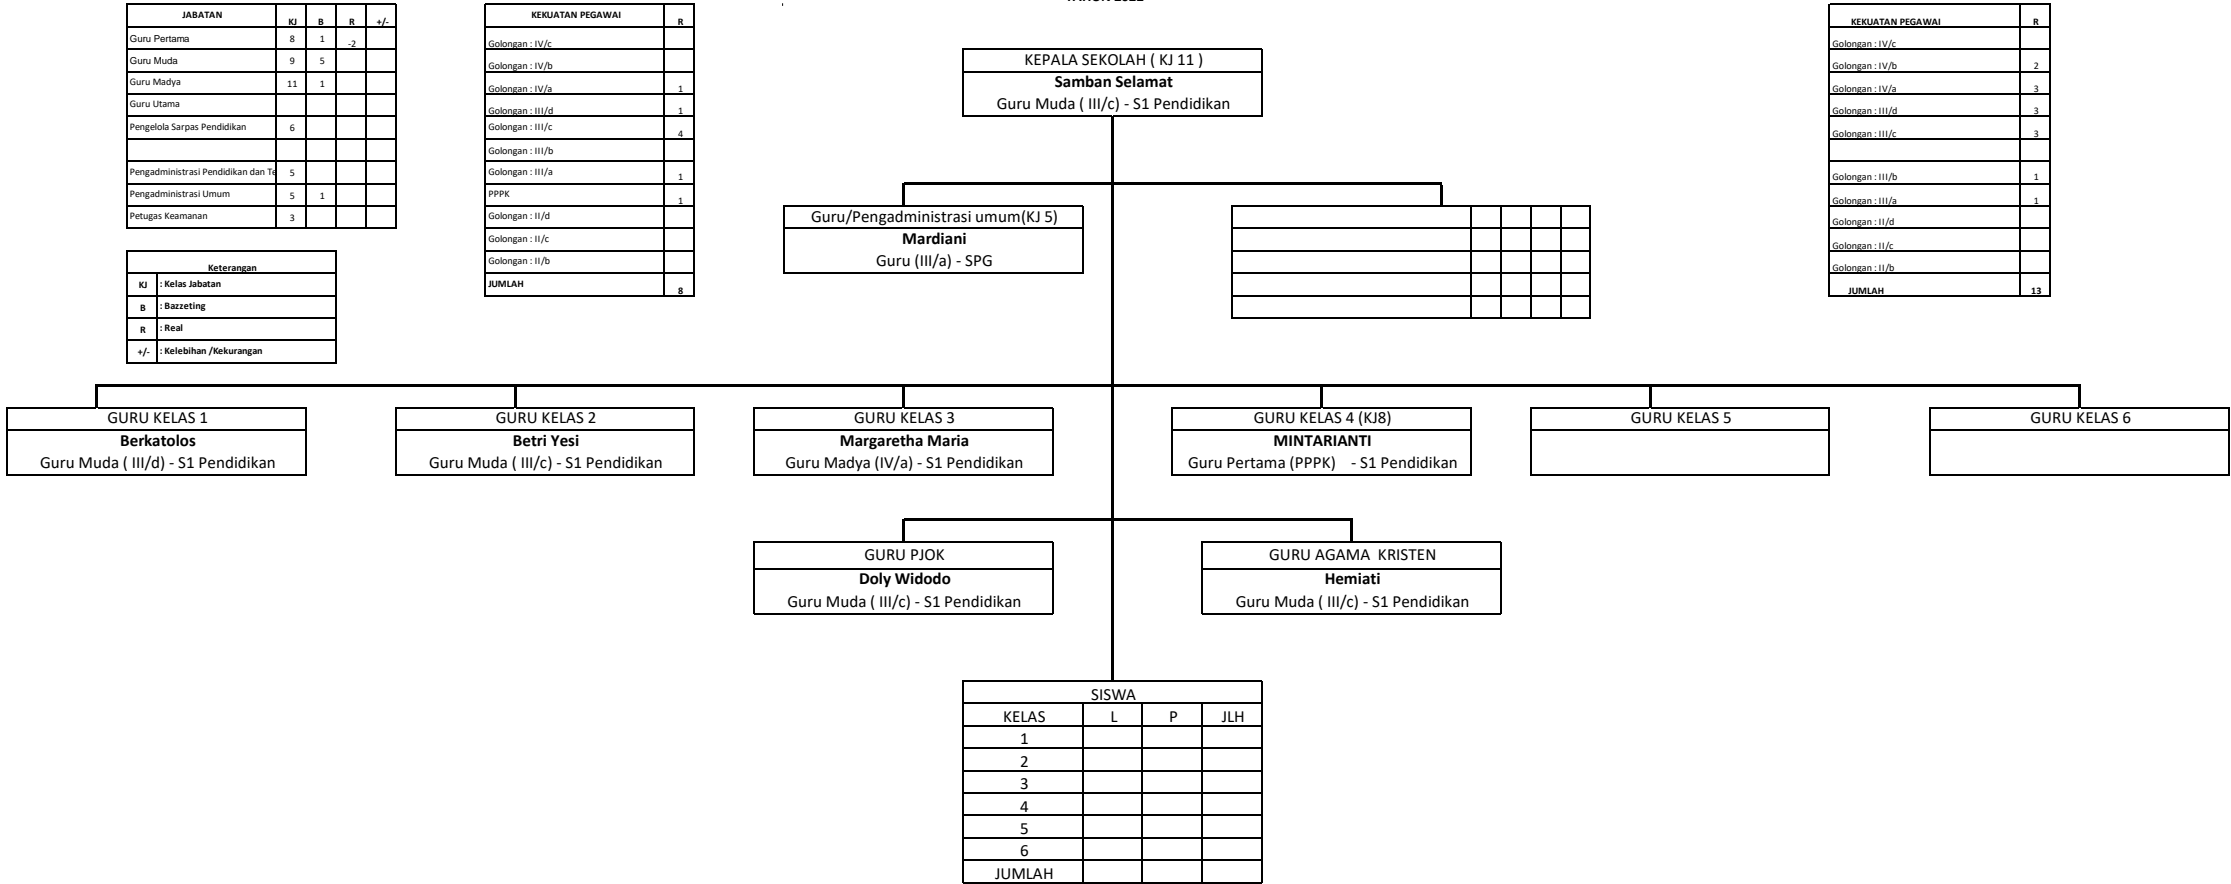 TAHUN 2022
JABATAN KJ B R +/-
Guru Pertama 8 1 -2
Guru Muda 9 5
Guru Madya 11 1
Guru Utama
Pengelola Sarpas Pendidikan 6
Pengadministrasi Pendidikan dan Te 5
Pengadministrasi Umum 5 1
Petugas Keamanan 3
Keterangan
KJ : Kelas Jabatan
B : Bazzeting
R : Real
+/- : Kelebihan /Kekurangan
KEKUATAN PEGAWAI R
Golongan : IV/c
Golongan : IV/b
Golongan : IV/a 1
Golongan : III/d 1
Golongan : III/c 4
Golongan : III/b
Golongan : III/a 1
PPPK 1
Golongan : II/d
Golongan : II/c
Golongan : II/b
JUMLAH 8
KEPALA SEKOLAH ( KJ 11 )
Samban Selamat
Guru Muda ( III/c) - S1 Pendidikan
Guru/Pengadministrasi umum(KJ 5)
Mardiani
Guru (III/a) - SPG
KEKUATAN PEGAWAI R
Golongan : IV/c
Golongan : IV/b 2
Golongan : IV/a 3
Golongan : III/d 3
Golongan : III/c 3
Golongan : III/b 1
Golongan : III/a 1
Golongan : II/d
Golongan : II/c
Golongan : II/b
JUMLAH 13
GURU KELAS 1
Berkatolos
Guru Muda ( III/d) - S1 Pendidikan
GURU KELAS 2
Betri Yesi
Guru Muda ( III/c) - S1 Pendidikan
GURU KELAS 3
Margaretha Maria
Guru Madya (IV/a) - S1 Pendidikan
GURU KELAS 4 (KJ8)
MINTARIANTI
Guru Pertama (PPPK) - S1 Pendidikan
GURU KELAS 5
GURU KELAS 6
GURU PJOK
Doly Widodo
Guru Muda ( III/c) - S1 Pendidikan
GURU AGAMA KRISTEN
Hemiati
Guru Muda ( III/c) - S1 Pendidikan
SISWA
KELAS L P JLH
1
2
3
4
5
6
JUMLAH